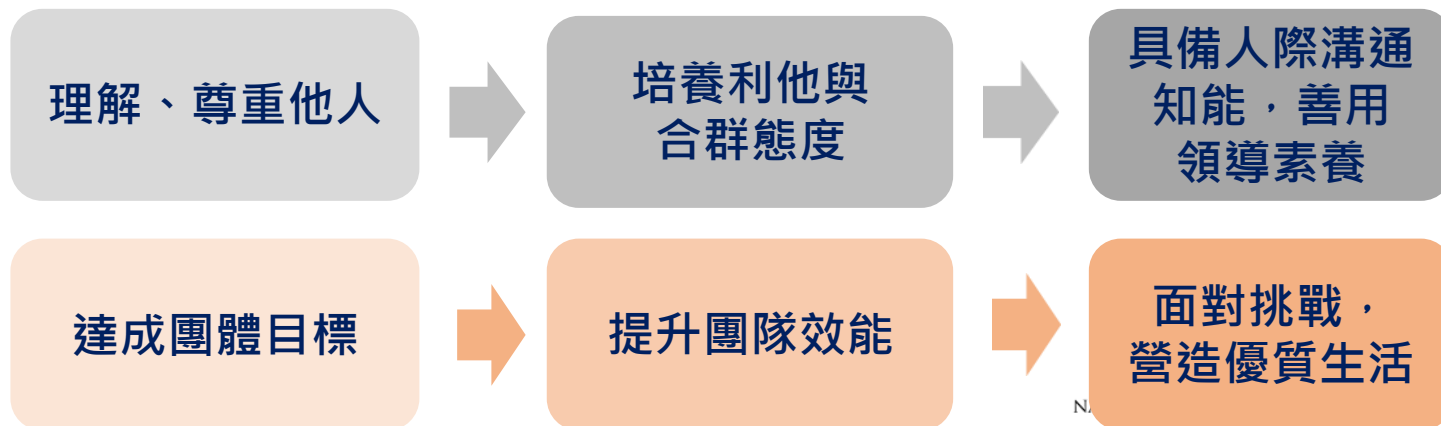 理解、尊重他人
培養利他與
合群態度
具備人際溝通
知能，善用
領導素養
達成團體目標
提升團隊效能
面對挑戰，
營造優質生活